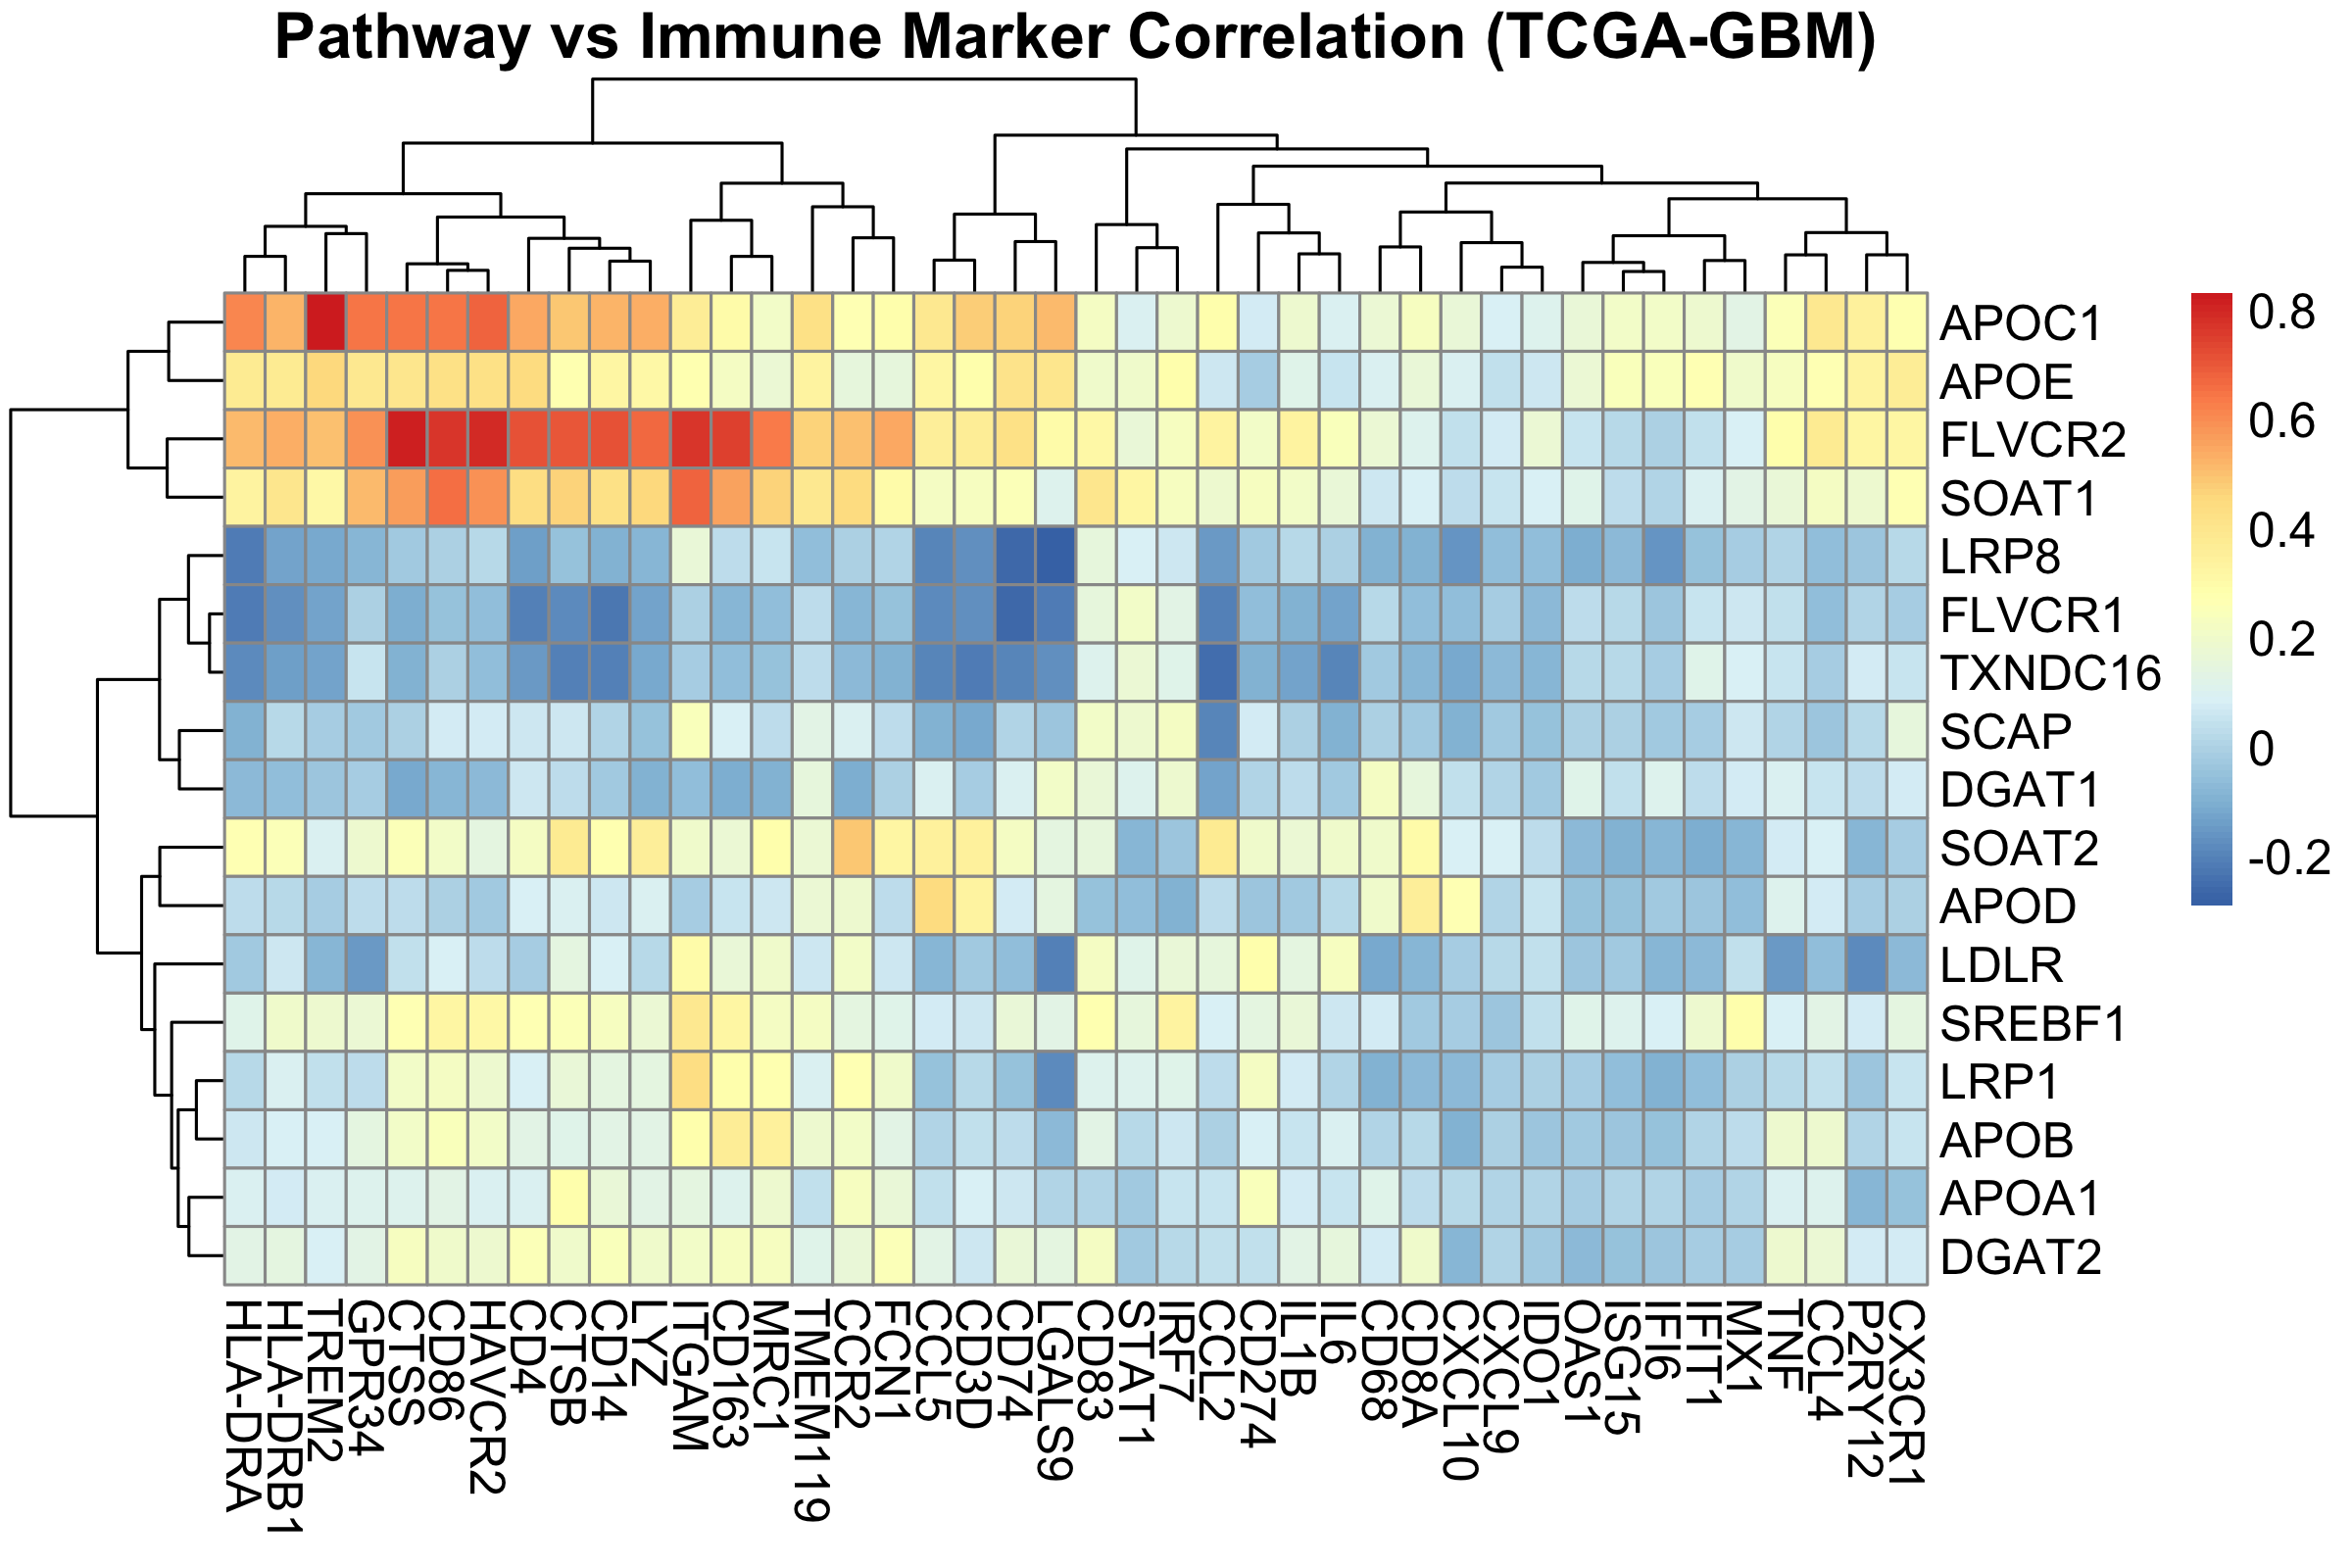 Pathway vs Immune Marker Correlation (TCGA-GBM)
APOC1
APOE
FLVCR2
SOAT1
LRP8
FLVCR1
TXNDC16
SCAP
DGAT1
SOAT2
APOD
LDLR
SREBF1
LRP1
APOB
APOA1
DGAT2
0.8
0.6
0.4
0.2
0
-0.2
HLA-DRA
HLA-DRB1
TREM2
GPR34
CTSS
CD86
HAVCR2
CD4
CTSB
CD14
LYZ
ITGAM
CD163
MRC1
TMEM119
CCR2
FCN1
CCL5
CD3D
CD74
LGALS9
CD83
STAT1
IRF7
CCL2
CD274
IL1B
IL6
CD68
CD8A
CXCL10
CXCL9
IDO1
OAS1
ISG15
IFI6
IFIT1
MX1
TNF
CCL4
P2RY12
CX3CR1